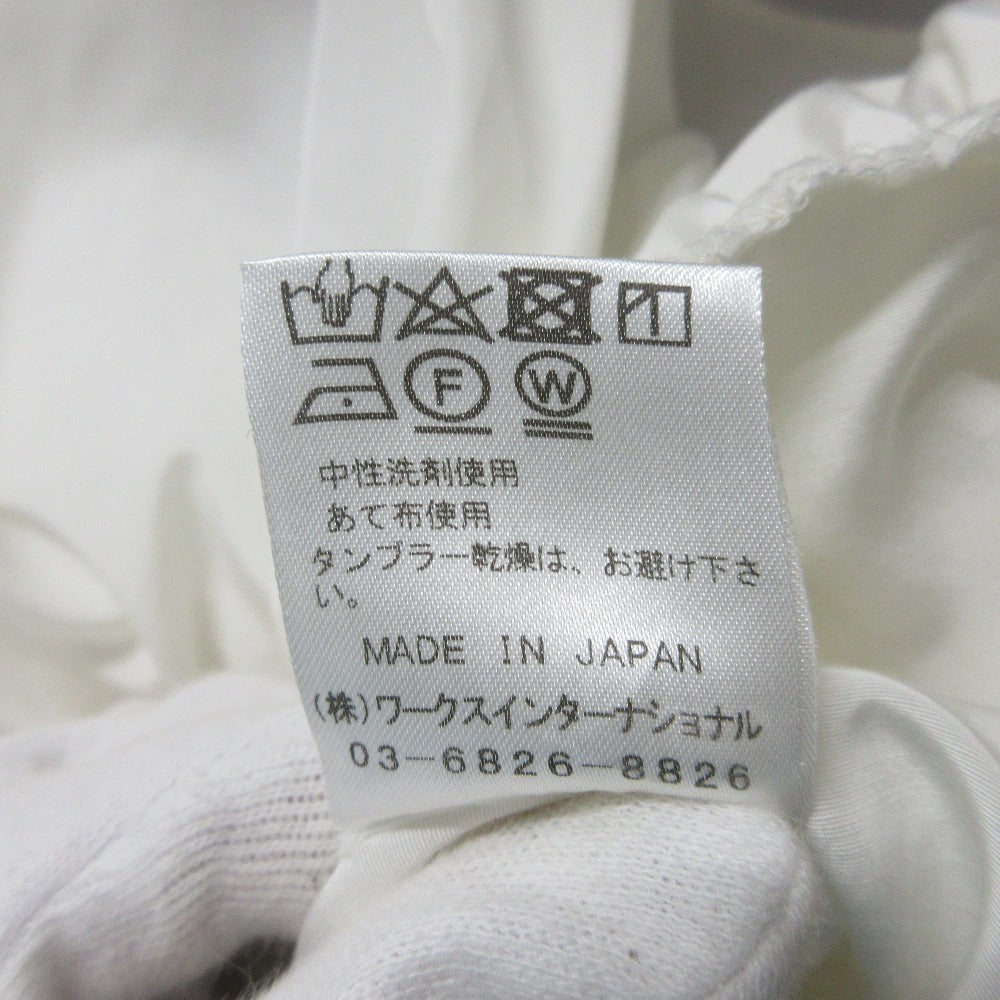 F W
中性洗剤使用
あて布使用
タンブラー乾燥は、お避け下さ
い。
MADE IN JAPAN
(株)ワークスインターナショナル
03-6826-8826